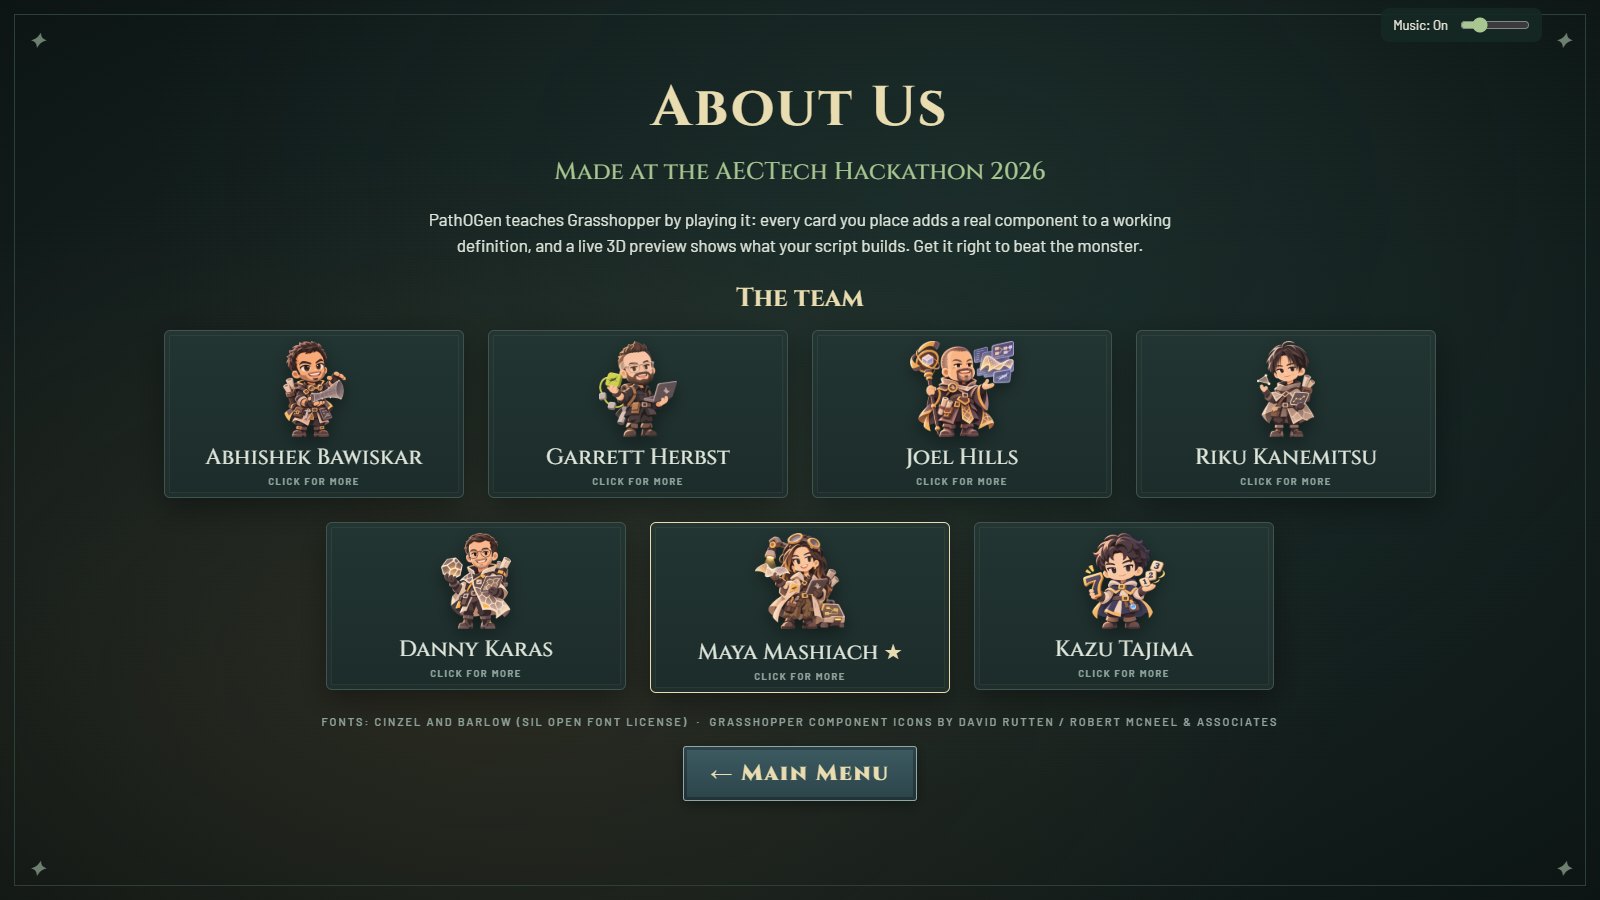 Music: On
About Us
Made at the AECTech Hackathon 2026
PathOGen teaches Grasshopper by playing it: every card you place adds a real component to a working
definition, and a live 3D preview shows what your script builds. Get it right to beat the monster.
The team
Abhishek Bawiskar
CLICK FOR MORE
Garrett Herbst
CLICK FOR MORE
Joel Hills
CLICK FOR MORE
Riku Kanemitsu
CLICK FOR MORE
Danny Karas
CLICK FOR MORE
Maya Mashiach ★
CLICK FOR MORE
7
1
2
3
Kazu Tajima
CLICK FOR MORE
FONTS: CINZEL AND BARLOW (SIL OPEN FONT LICENSE) · GRASSHOPPER COMPONENT ICONS BY DAVID RUTTEN / ROBERT MCNEEL & ASSOCIATES
← Main Menu